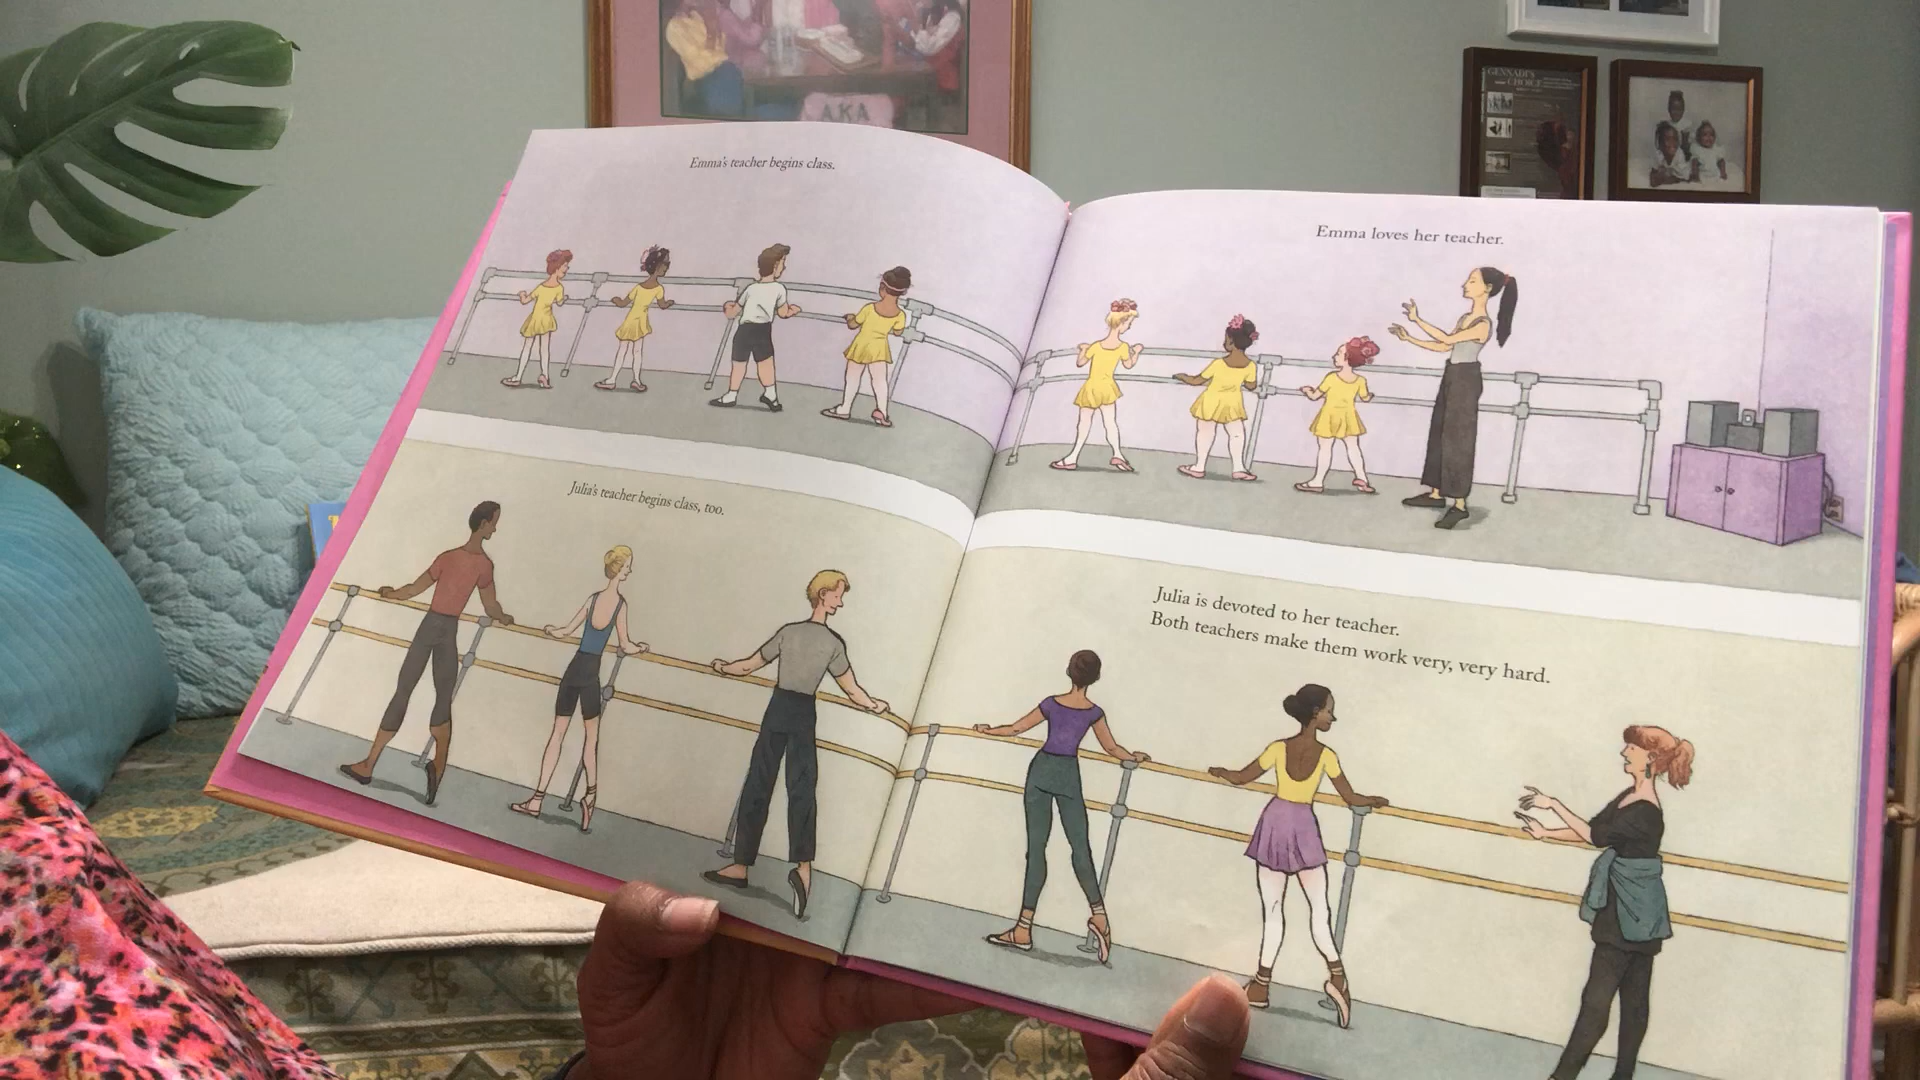 AKA
GENNADI'S
CHOICE
Emma's teacher begins class.
Emma loves her teacher.
Julia's teacher begins class, too.
Julia is devoted to her teacher.
Both teachers make them work very, very hard.